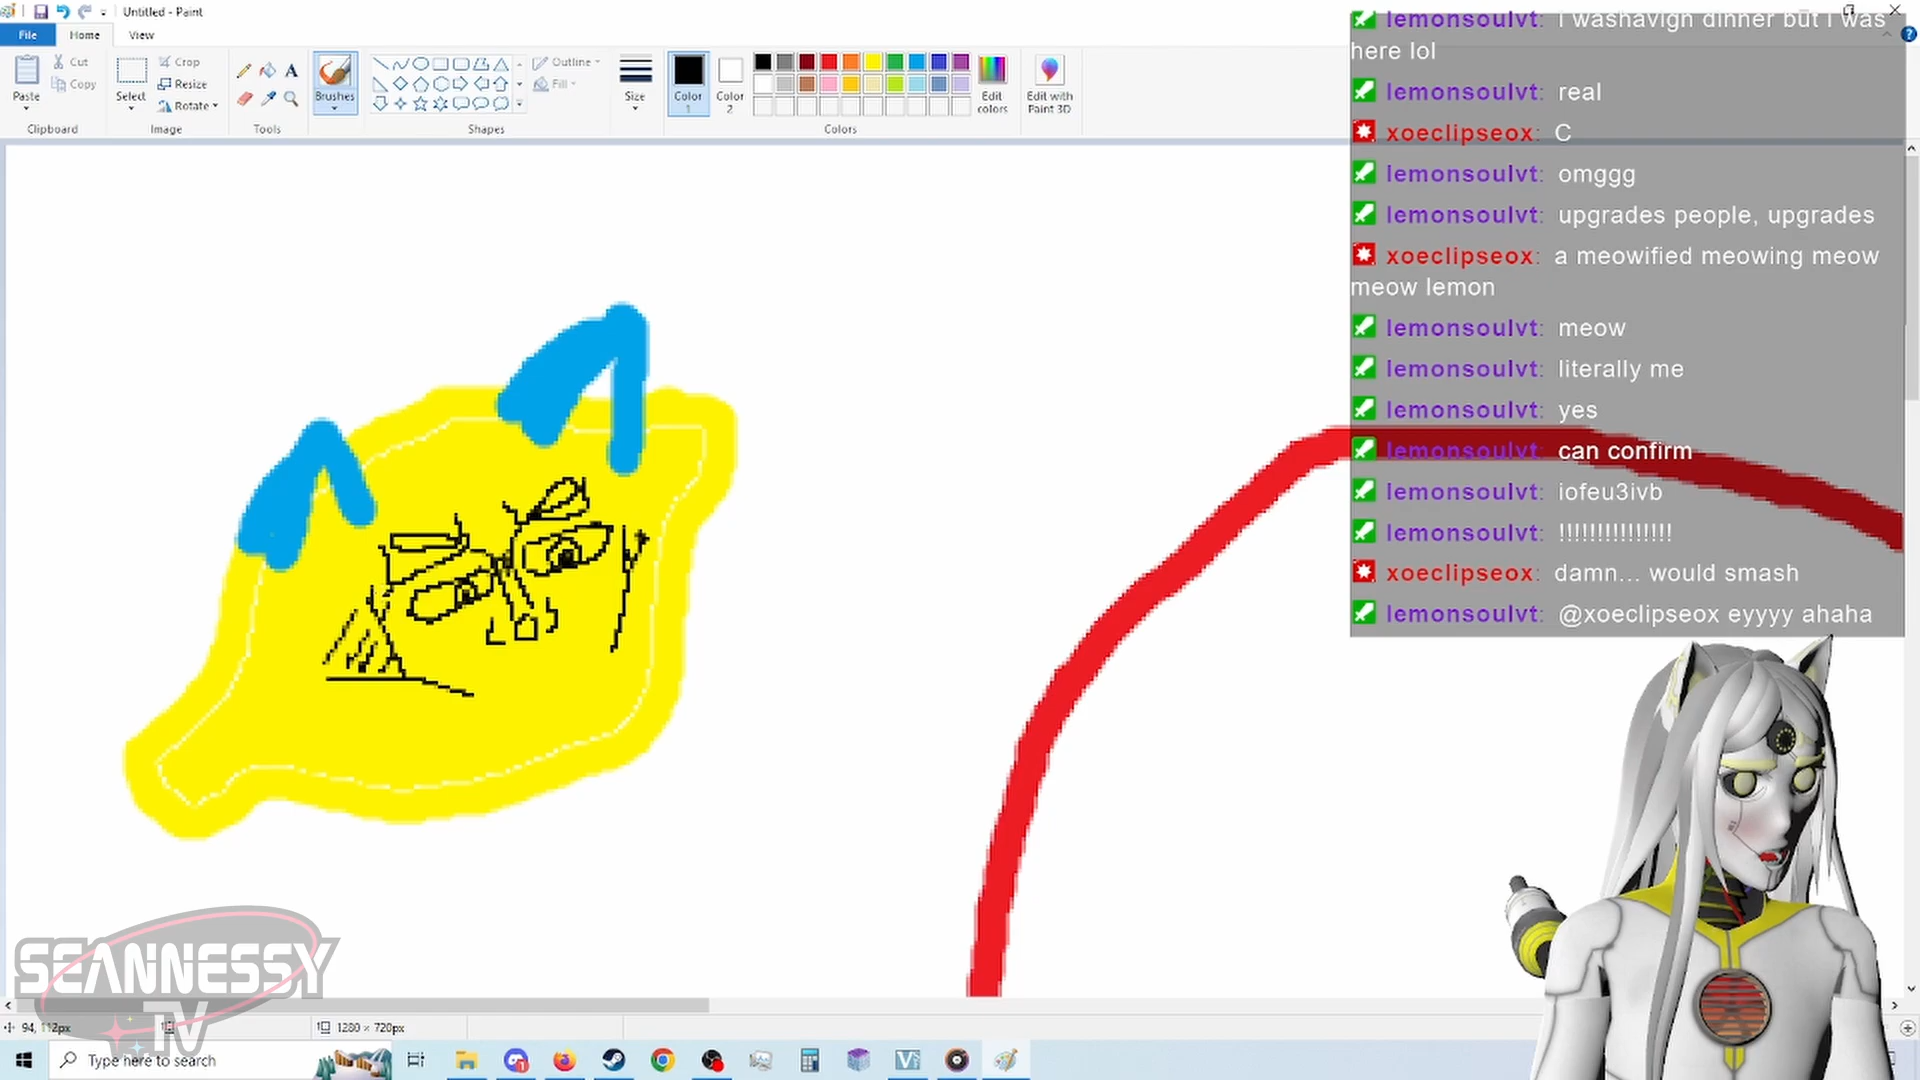 Untitled - Paint
File Home View
Cut
Copy
Paste
Clipboard
Select
Crop
Resize
Rotate
Image
Tools
Brushes
Outline
Fill
Shapes
Size
Color 1
Color 2
Edit colors
Edit with Paint 3D
Colors
lemonsoulvt: i washavign dinner but i was
here lol
lemonsoulvt: real
xoeclipseox: C
lemonsoulvt: omggg
lemonsoulvt: upgrades people, upgrades
xoeclipseox: a meowified meowing meow
meow lemon
lemonsoulvt: meow
lemonsoulvt: literally me
lemonsoulvt: yes
lemonsoulvt: can confirm
lemonsoulvt: iofeu3ivb
lemonsoulvt: !!!!!!!!!!!!!!!
xoeclipseox: damn... would smash
lemonsoulvt: @xoeclipseox eyyyy ahaha
SEANNESSY
TV
94, 112px
1280 × 720px
Type here to search